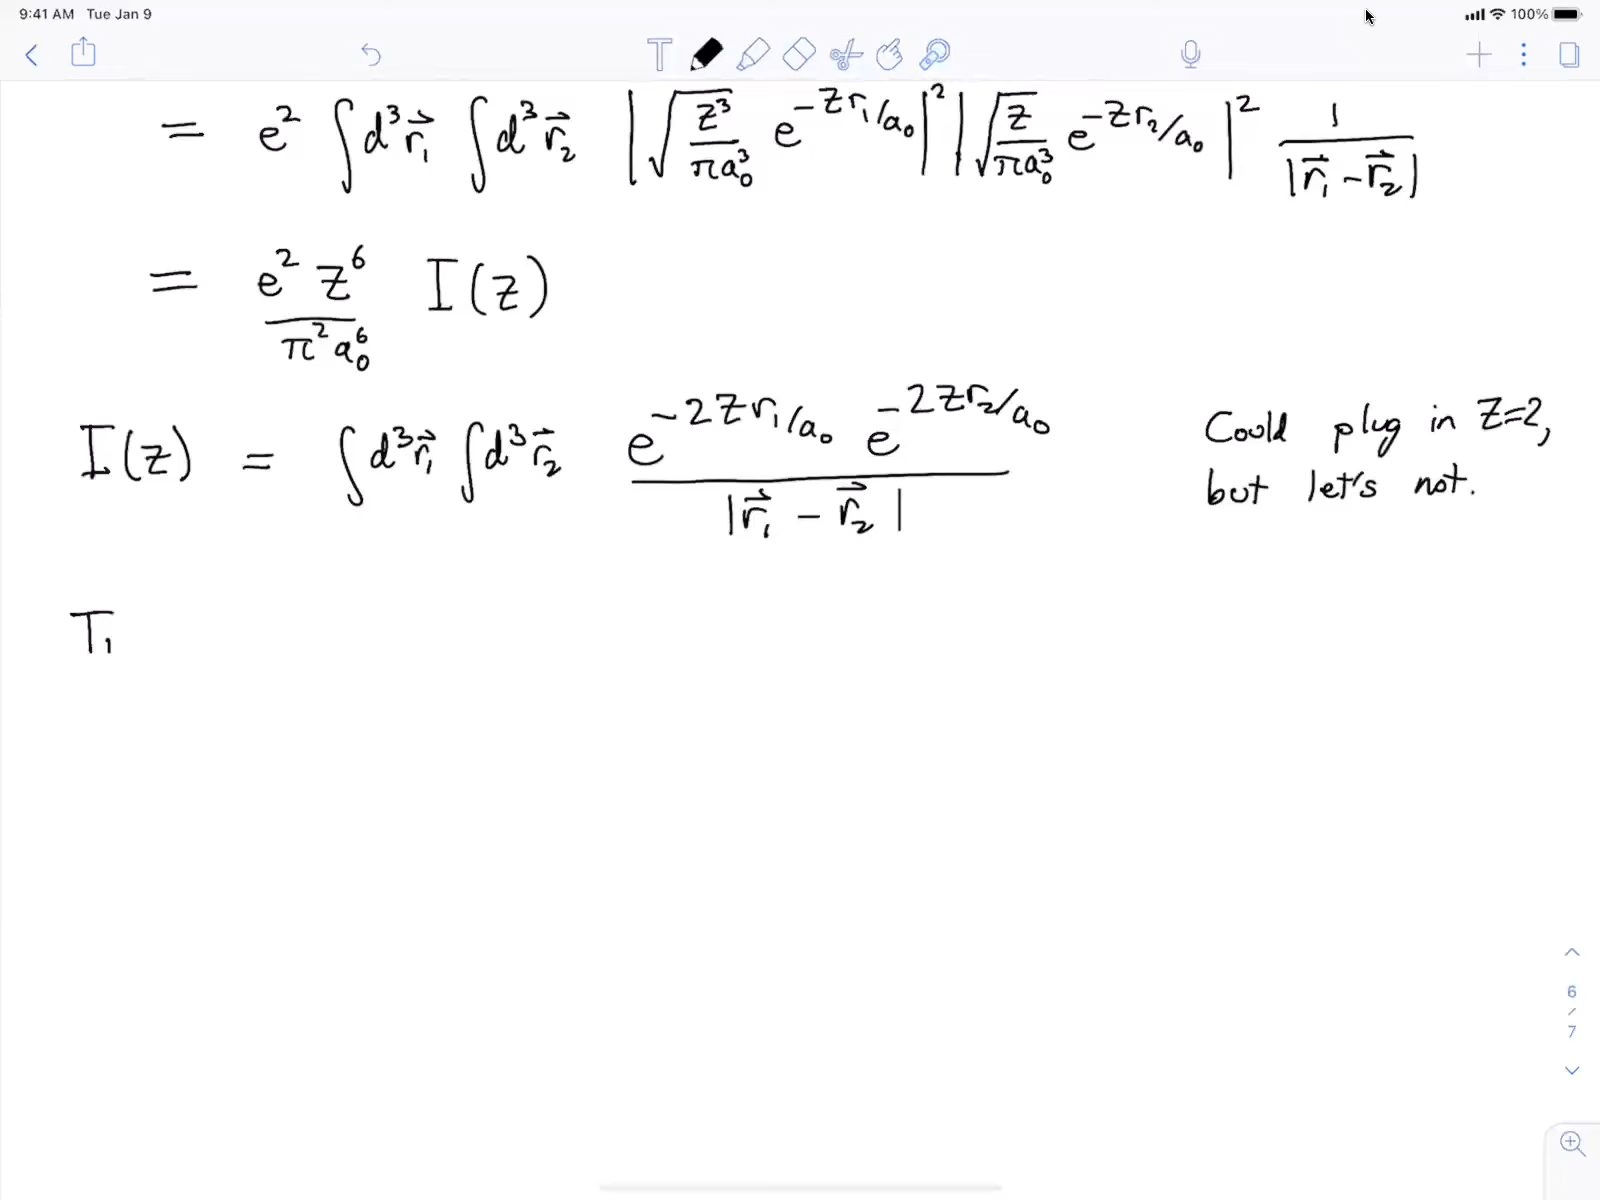 9:41 AM Tue Jan 9 100%
= e² ∫d³r⃗₁ ∫d³r⃗₂ |√(Z³/πa₀³) e^(-Zr₁/a₀)|² |√(Z/πa₀³) e^(-Zr₂/a₀)|² 1/|r⃗₁ - r⃗₂|
= e² Z⁶/π² a₀⁶ I(Z)
I(Z) = ∫d³r⃗₁ ∫d³r⃗₂ e^(-2Zr₁/a₀) e^(-2Zr₂/a₀)/|r⃗₁ - r⃗₂|
Could plug in Z=2,
but let's not.
T₁
6
/
7